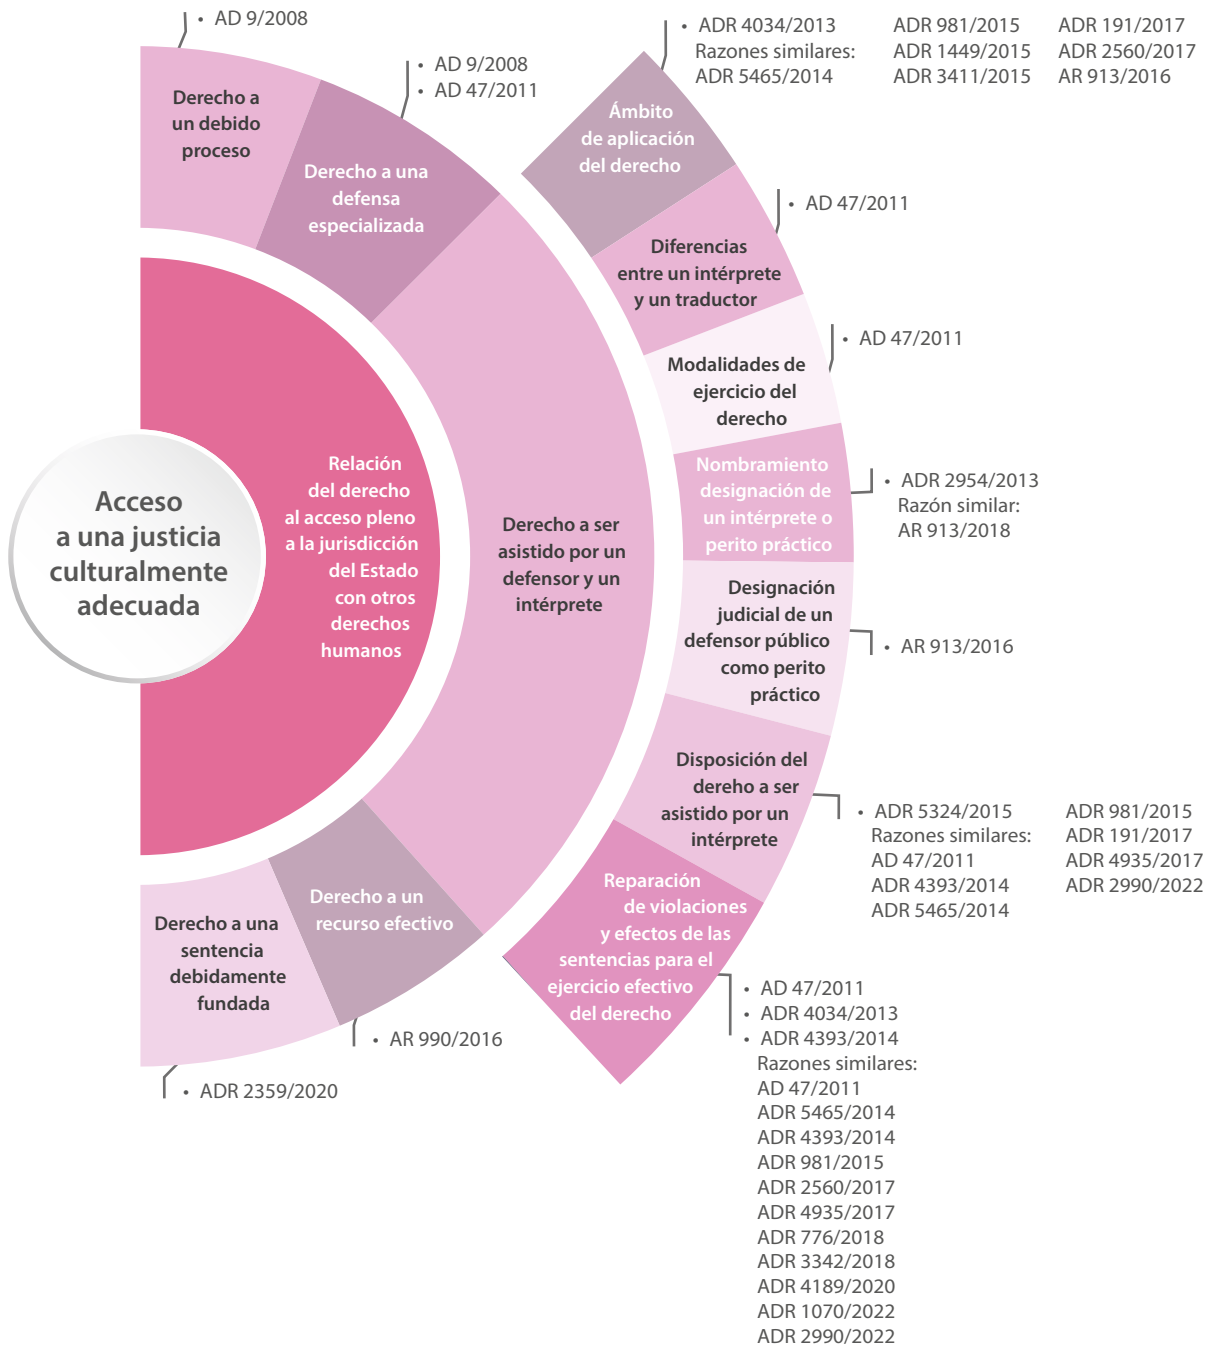 • AD 9/2008
Derecho a
un debido
proceso
• AD 9/2008
• AD 47/2011
Derecho a una
defensa
especializada
Acceso
a una justicia
culturalmente
adecuada
Relación
del derecho
al acceso pleno
a la jurisdicción
del Estado
con otros
derechos
humanos
Derecho a ser
asistido por un
defensor y un
intérprete
Derecho a un
recurso efectivo
• AR 990/2016
Derecho a una
sentencia
debidamente
fundada
• ADR 2359/2020
• ADR 4034/2013
Razones similares:
ADR 5465/2014
ADR 981/2015
ADR 1449/2015
ADR 3411/2015
ADR 191/2017
ADR 2560/2017
AR 913/2016
Ámbito
de aplicación
del derecho
• AD 47/2011
Diferencias
entre un intérprete
y un traductor
• AD 47/2011
Modalidades de
ejercicio del
derecho
Nombramiento
designación de
un intérprete o
perito práctico
• ADR 2954/2013
Razón similar:
AR 913/2018
Designación
judicial de un
defensor público
como perito
práctico
• AR 913/2016
Disposición del
dereho a ser
asistido por un
intérprete
• ADR 5324/2015
Razones similares:
AD 47/2011
ADR 4393/2014
ADR 5465/2014
ADR 981/2015
ADR 191/2017
ADR 4935/2017
ADR 2990/2022
Reparación
de violaciones
y efectos de las
sentencias para el
ejercicio efectivo
del derecho
• AD 47/2011
• ADR 4034/2013
• ADR 4393/2014
Razones similares:
AD 47/2011
ADR 5465/2014
ADR 4393/2014
ADR 981/2015
ADR 2560/2017
ADR 4935/2017
ADR 776/2018
ADR 3342/2018
ADR 4189/2020
ADR 1070/2022
ADR 2990/2022